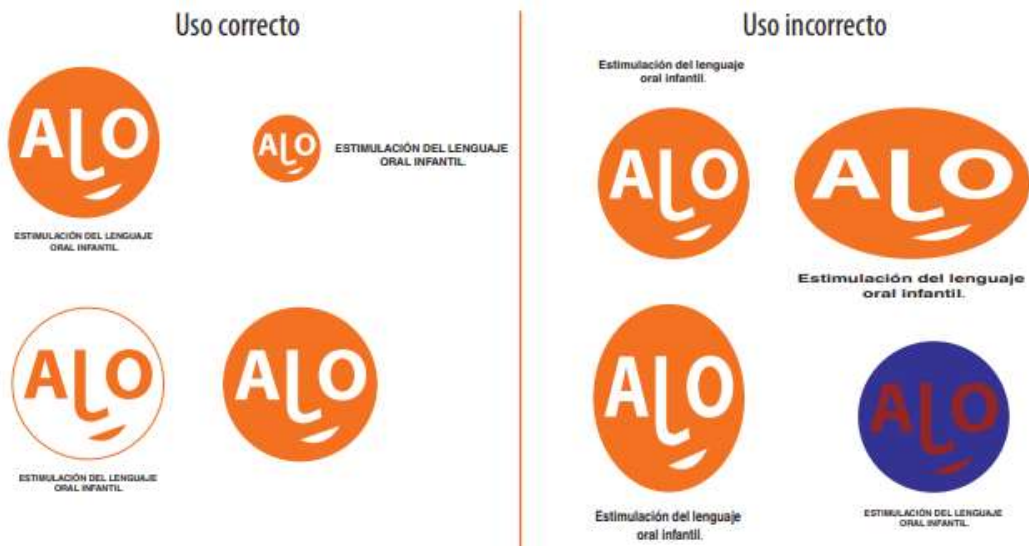 Uso correcto
ALO
ESTIMULACIÓN DEL LENGUAJE
ORAL INFANTIL.
ALO
ESTIMULACIÓN DEL LENGUAJE
ORAL INFANTIL.
ALO
ESTIMULACIÓN DEL LENGUAJE
ORAL INFANTIL.
ALO
Uso incorrecto
Estimulación del lenguaje
oral infantil.
ALO
ALO
Estimulación del lenguaje
oral infantil.
ALO
Estimulación del lenguaje
oral infantil.
ALO
ESTIMULACIÓN DEL LENGUAJE
ORAL INFANTIL.